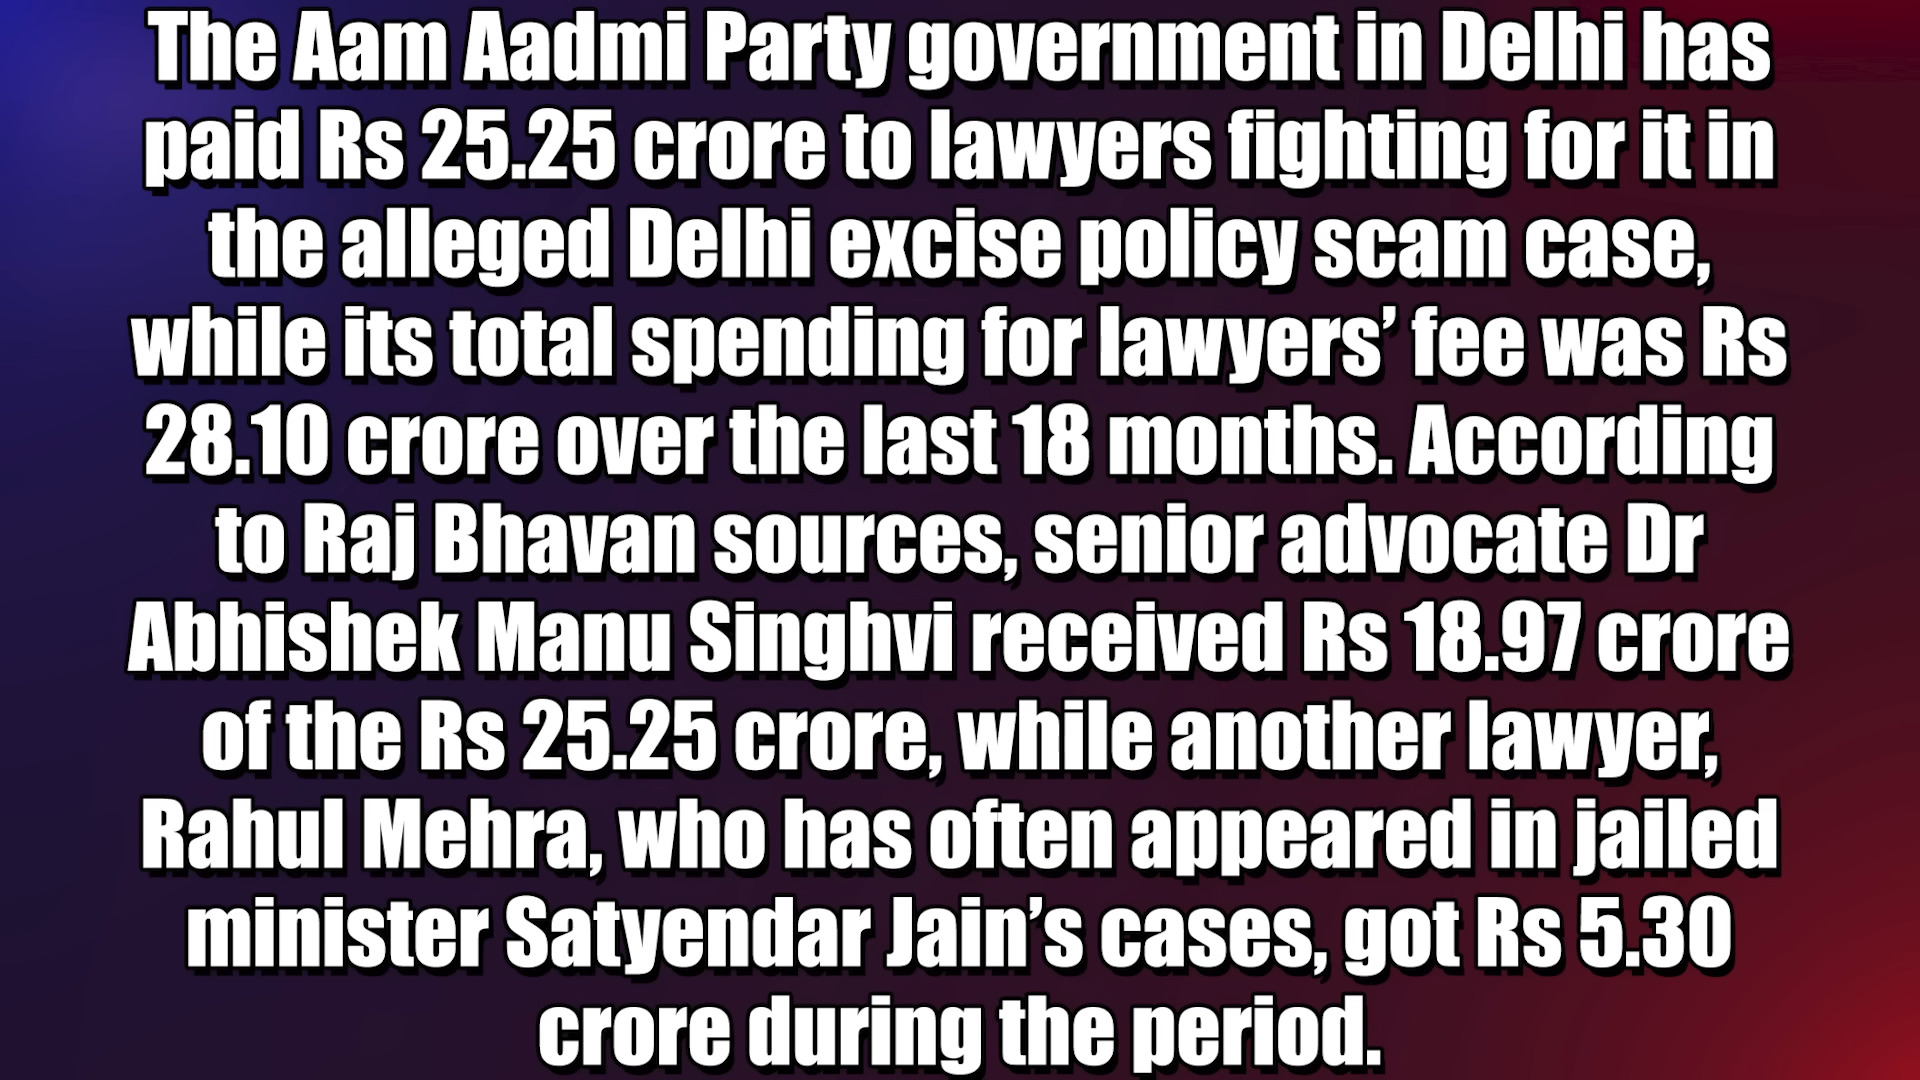 The Aam Aadmi Party government in Delhi has
paid Rs 25.25 crore to lawyers fighting for it in
the alleged Delhi excise policy scam case,
while its total spending for lawyers’ fee was Rs
28.10 crore over the last 18 months. According
to Raj Bhavan sources, senior advocate Dr
Abhishek Manu Singhvi received Rs 18.97 crore
of the Rs 25.25 crore, while another lawyer,
Rahul Mehra, who has often appeared in jailed
minister Satyendar Jain’s cases, got Rs 5.30
crore during the period.